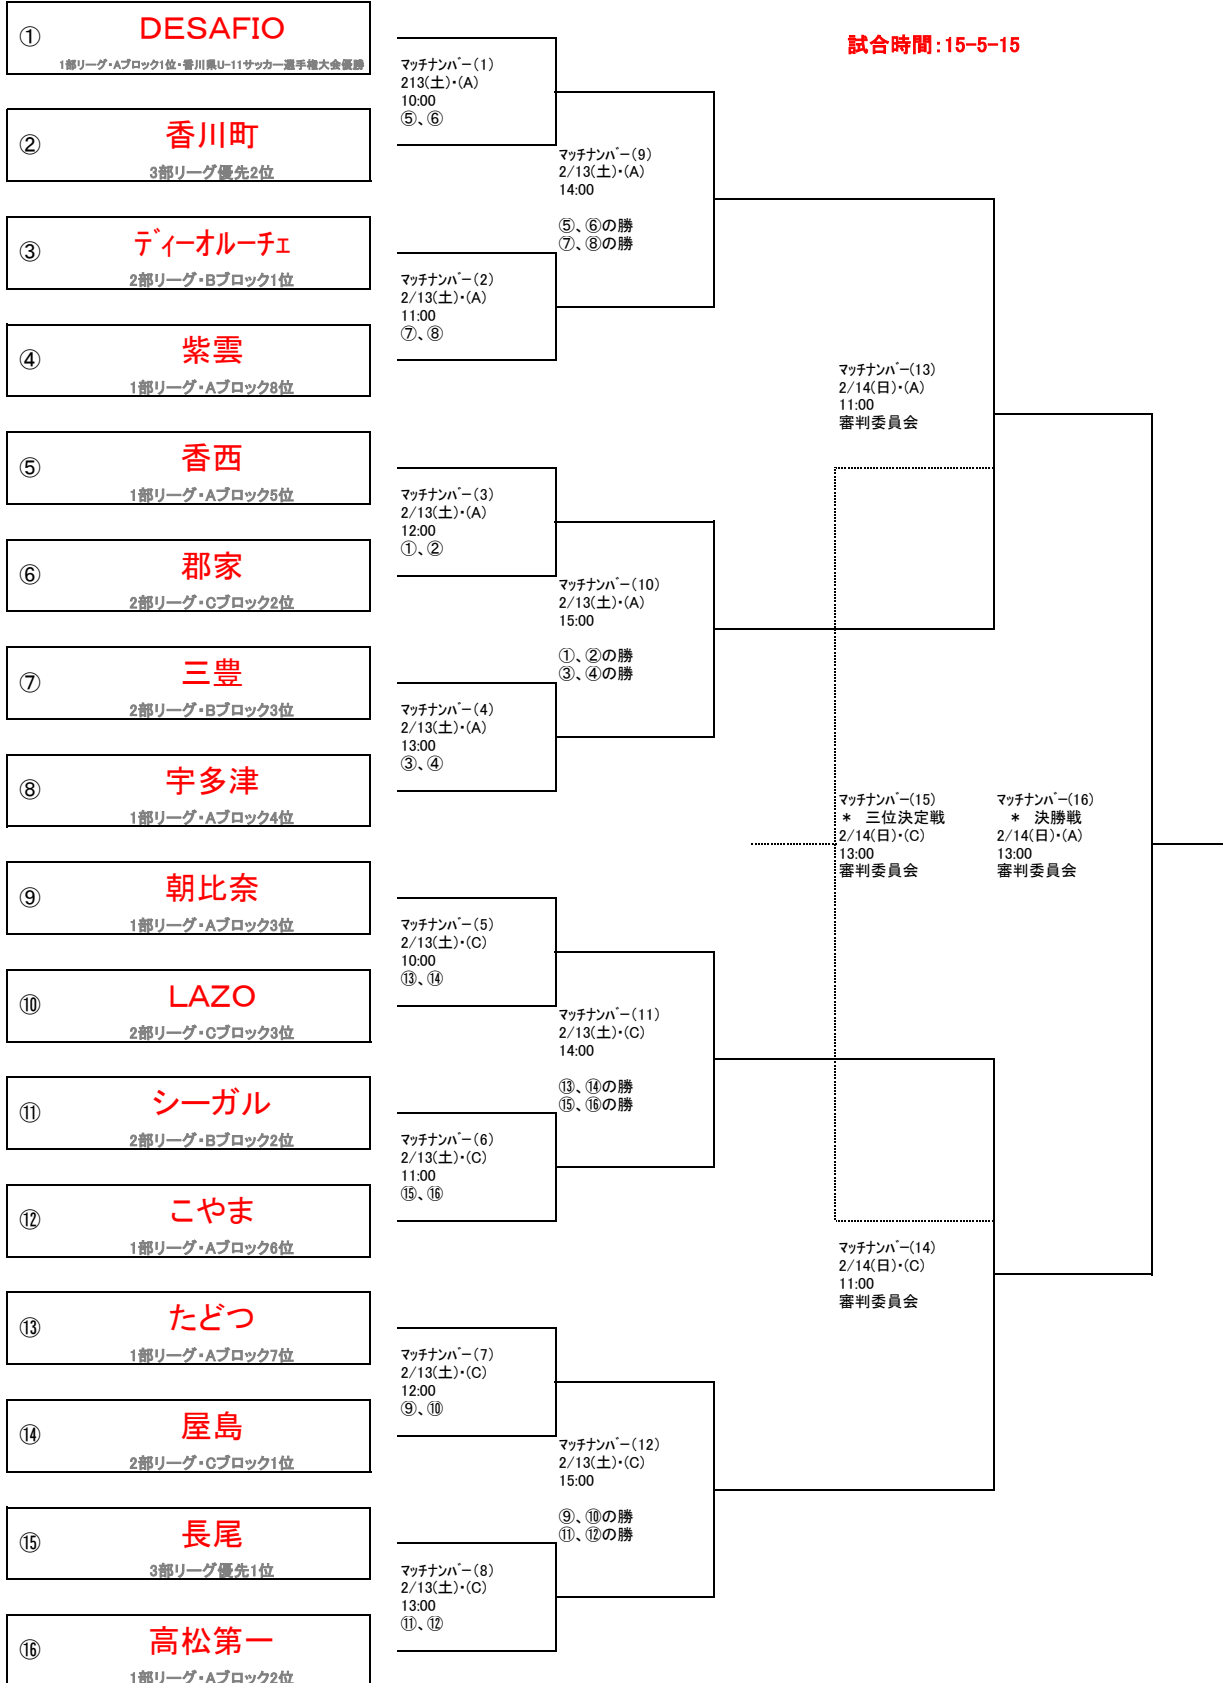 ① DESAFIO
1部リーグ・Aブロック1位・香川県U-11サッカー選手権大会優勝
② 香川町
3部リーグ優先2位
③ ディーオルーチェ
2部リーグ・Bブロック1位
④ 紫雲
1部リーグ・Aブロック8位
⑤ 香西
1部リーグ・Aブロック5位
⑥ 郡家
2部リーグ・Cブロック2位
⑦ 三豊
2部リーグ・Bブロック3位
⑧ 宇多津
1部リーグ・Aブロック4位
⑨ 朝比奈
1部リーグ・Aブロック3位
⑩ LAZO
2部リーグ・Cブロック3位
⑪ シーガル
2部リーグ・Bブロック2位
⑫ こやま
1部リーグ・Aブロック6位
⑬ たどつ
1部リーグ・Aブロック7位
⑭ 屋島
2部リーグ・Cブロック1位
⑮ 長尾
3部リーグ優先1位
⑯ 高松第一
1部リーグ・Aブロック2位
マッチナンバー(1)
213(土)・(A)
10:00
⑤、⑥
マッチナンバー(2)
2/13(土)・(A)
11:00
⑦、⑧
マッチナンバー(3)
2/13(土)・(A)
12:00
①、②
マッチナンバー(4)
2/13(土)・(A)
13:00
③、④
マッチナンバー(5)
2/13(土)・(C)
10:00
⑬、⑭
マッチナンバー(6)
2/13(土)・(C)
11:00
⑮、⑯
マッチナンバー(7)
2/13(土)・(C)
12:00
⑨、⑩
マッチナンバー(8)
2/13(土)・(C)
13:00
⑪、⑫
マッチナンバー(9)
2/13(土)・(A)
14:00
⑤、⑥の勝
⑦、⑧の勝
マッチナンバー(10)
2/13(土)・(A)
15:00
①、②の勝
③、④の勝
マッチナンバー(11)
2/13(土)・(C)
14:00
⑬、⑭の勝
⑮、⑯の勝
マッチナンバー(12)
2/13(土)・(C)
15:00
⑨、⑩の勝
⑪、⑫の勝
試合時間:15-5-15
マッチナンバー(13)
2/14(日)・(A)
11:00
審判委員会
マッチナンバー(15)
* 三位決定戦
2/14(日)・(C)
13:00
審判委員会
マッチナンバー(14)
2/14(日)・(C)
11:00
審判委員会
マッチナンバー(16)
* 決勝戦
2/14(日)・(A)
13:00
審判委員会